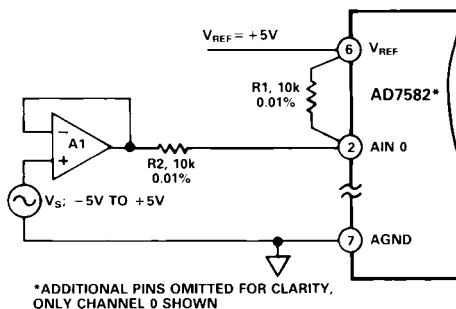 V_REF = +5V
6
V_REF
R1, 10k
0.01%
AD7582*
A1
−
+
R2, 10k
0.01%
2
AIN 0
V_S; −5V TO +5V
7
AGND
*ADDITIONAL PINS OMITTED FOR CLARITY,
ONLY CHANNEL 0 SHOWN